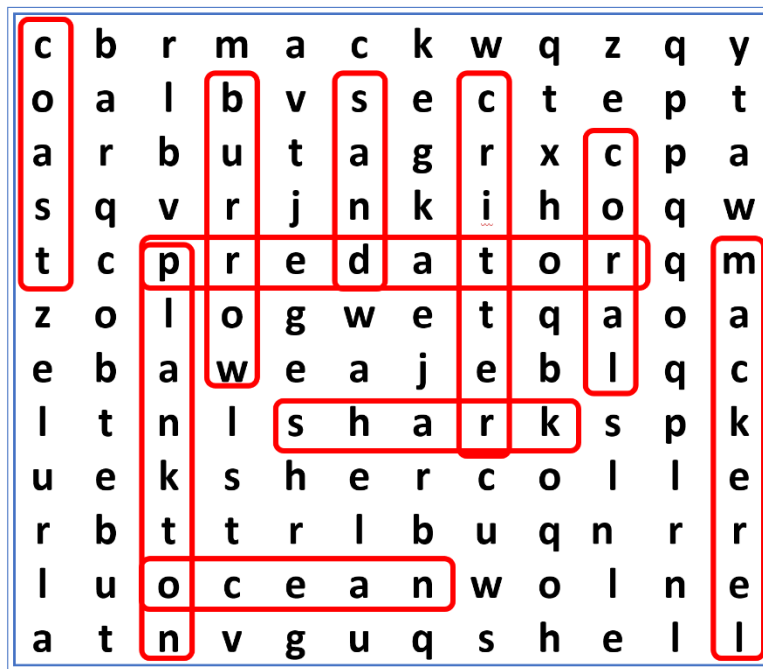 c b r m a c k w q z q y
o a l b v s e c t e p t
a r b u t a g r x c p a
s q v r j n k i h o q w
t c p r e d a t o r q m
z o l o g w e t q a o a
e b a w e a j e b l q c
l t n l s h a r k s p k
u e k s h e r c o l l e
r b t t r l b u q n r r
l u o c e a n w o l n e
a t n v g u q s h e l l